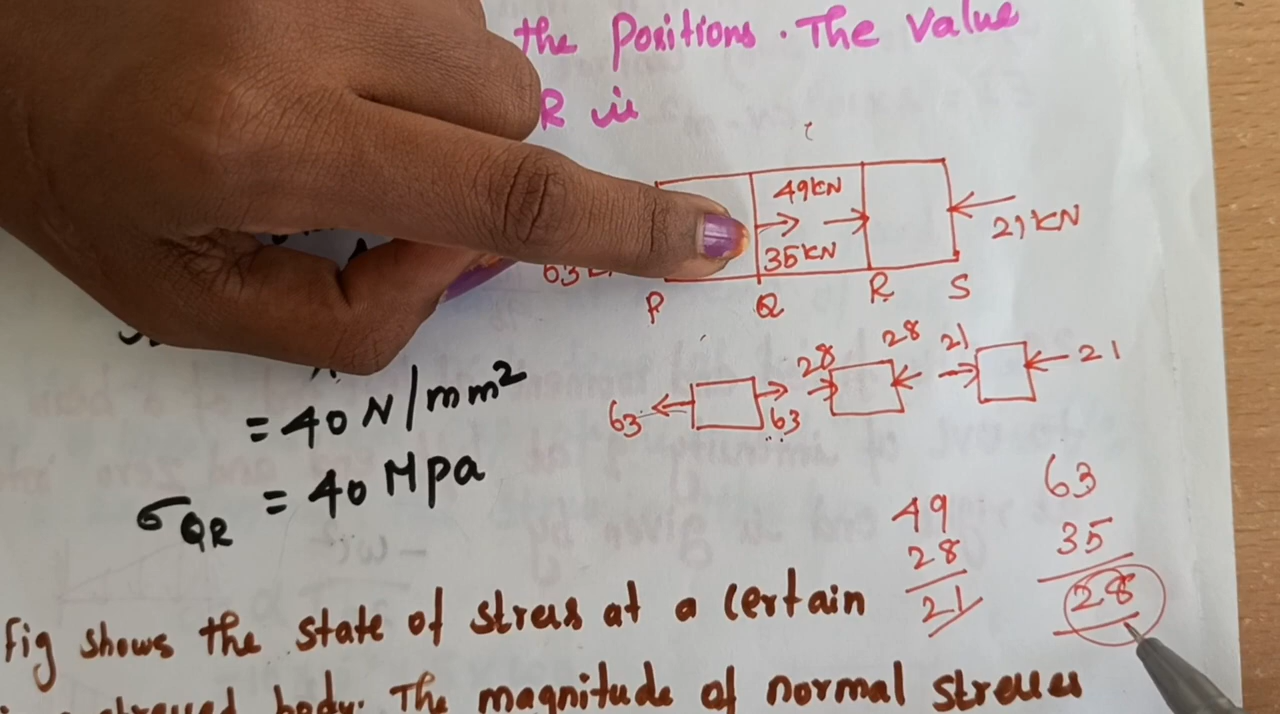 the Positions. The value
R is
49KN
35KN
21KN
63
P Q R S
63 63 28 28 21 21
= 40 N/mm²
σQR = 40 Mpa
49
28
21
63
35
28
Fig shows the state of stress at a certain
body. The magnitude of normal stresses